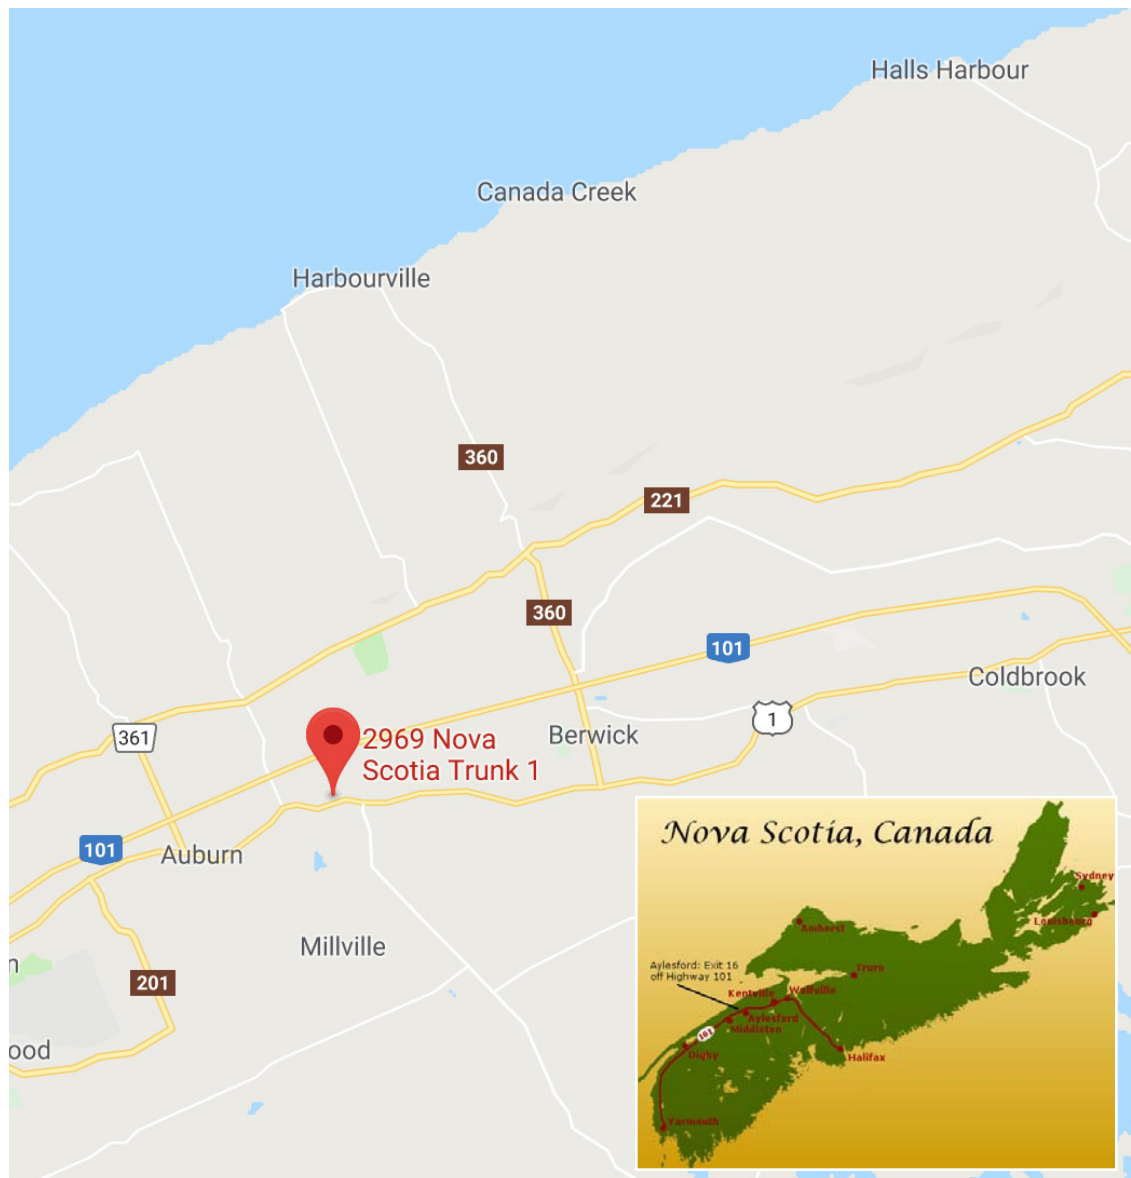 Halls Harbour
Canada Creek
Harbourville
360
221
360
101
Coldbrook
1
Berwick
361
2969 Nova
Scotia Trunk 1
101
Auburn
Millville
201
n
ood
Nova Scotia, Canada
Sydney
Louisbourg
Amherst
Truro
Aylesford: Exit 16
off Highway 101
Kentville
Wolfville
Aylesford
Middleton
101
Digby
Halifax
Yarmouth